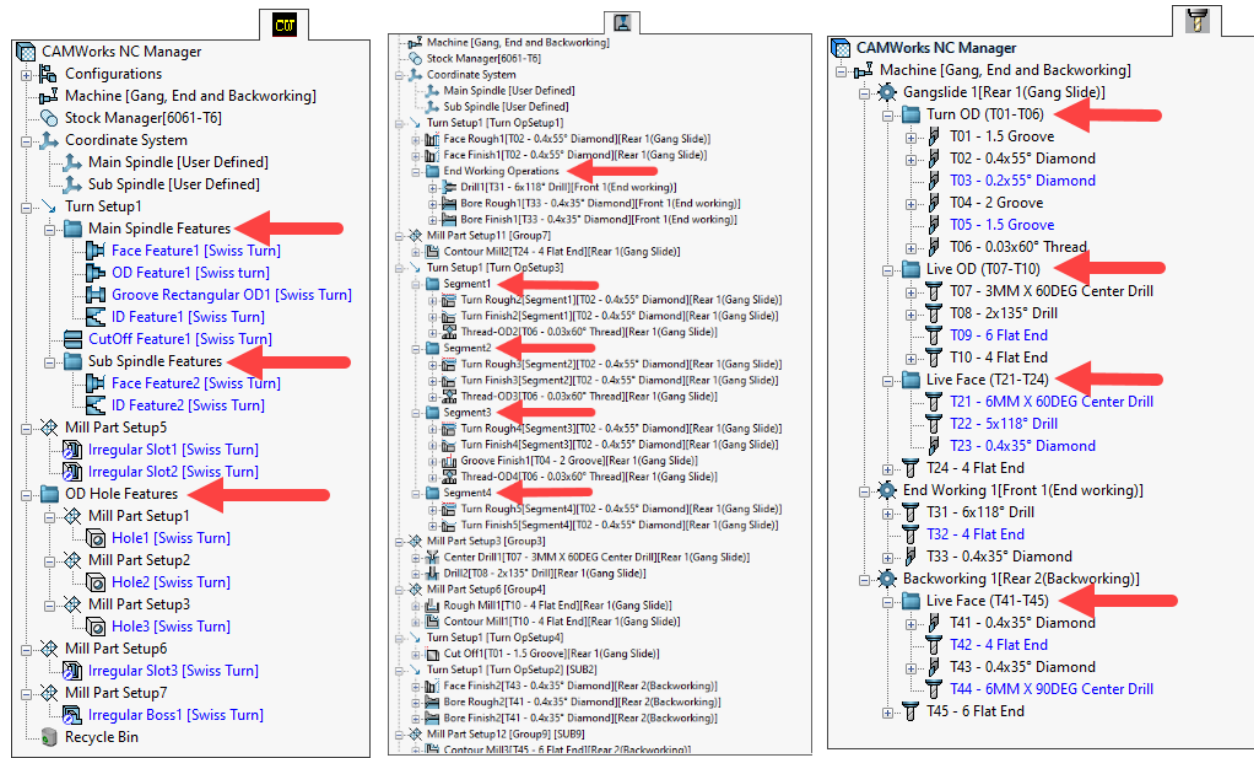 CW
CAMWorks NC Manager
Configurations
Machine [Gang, End and Backworking]
Stock Manager[6061-T6]
Coordinate System
Main Spindle [User Defined]
Sub Spindle [User Defined]
Turn Setup1
Main Spindle Features
Face Feature1 [Swiss Turn]
OD Feature1 [Swiss turn]
Groove Rectangular OD1 [Swiss Turn]
ID Feature1 [Swiss Turn]
CutOff Feature1 [Swiss Turn]
Sub Spindle Features
Face Feature2 [Swiss Turn]
ID Feature2 [Swiss Turn]
Mill Part Setup5
Irregular Slot1 [Swiss Turn]
Irregular Slot2 [Swiss Turn]
OD Hole Features
Mill Part Setup1
Hole1 [Swiss Turn]
Mill Part Setup2
Hole2 [Swiss Turn]
Mill Part Setup3
Hole3 [Swiss Turn]
Mill Part Setup6
Irregular Slot3 [Swiss Turn]
Mill Part Setup7
Irregular Boss1 [Swiss Turn]
Recycle Bin
Machine [Gang, End and Backworking]
Stock Manager[6061-T6]
Coordinate System
Main Spindle [User Defined]
Sub Spindle [User Defined]
Turn Setup1 [Turn OpSetup1]
Face Rough1[T02 - 0.4x55° Diamond][Rear 1(Gang Slide)]
Face Finish1[T02 - 0.4x55° Diamond][Rear 1(Gang Slide)]
End Working Operations
Drill1[T31 - 6x118° Drill][Front 1(End working)]
Bore Rough1[T33 - 0.4x35° Diamond][Front 1(End working)]
Bore Finish1[T33 - 0.4x35° Diamond][Front 1(End working)]
Mill Part Setup11 [Group7]
Contour Mill2[T24 - 4 Flat End][Rear 1(Gang Slide)]
Turn Setup1 [Turn OpSetup3]
Segment1
Turn Rough2[Segment1][T02 - 0.4x55° Diamond][Rear 1(Gang Slide)]
Turn Finish2[Segment1][T02 - 0.4x55° Diamond][Rear 1(Gang Slide)]
Thread-OD2[T06 - 0.03x60° Thread][Rear 1(Gang Slide)]
Segment2
Turn Rough3[Segment2][T02 - 0.4x55° Diamond][Rear 1(Gang Slide)]
Turn Finish3[Segment2][T02 - 0.4x55° Diamond][Rear 1(Gang Slide)]
Thread-OD3[T06 - 0.03x60° Thread][Rear 1(Gang Slide)]
Segment3
Turn Rough4[Segment3][T02 - 0.4x55° Diamond][Rear 1(Gang Slide)]
Turn Finish4[Segment3][T02 - 0.4x55° Diamond][Rear 1(Gang Slide)]
Groove Finish1[T04 - 2 Groove][Rear 1(Gang Slide)]
Thread-OD4[T06 - 0.03x60° Thread][Rear 1(Gang Slide)]
Segment4
Turn Rough5[Segment4][T02 - 0.4x55° Diamond][Rear 1(Gang Slide)]
Turn Finish5[Segment4][T02 - 0.4x55° Diamond][Rear 1(Gang Slide)]
Mill Part Setup3 [Group3]
Center Drill1[T07 - 3MM X 60DEG Center Drill][Rear 1(Gang Slide)]
Drill2[T08 - 2x135° Drill][Rear 1(Gang Slide)]
Mill Part Setup6 [Group4]
Rough Mill1[T10 - 4 Flat End][Rear 1(Gang Slide)]
Contour Mill1[T10 - 4 Flat End][Rear 1(Gang Slide)]
Turn Setup1 [Turn OpSetup4]
Cut Off1[T01 - 1.5 Groove][Rear 1(Gang Slide)]
Turn Setup1 [Turn OpSetup2] [SUB2]
Face Finish2[T43 - 0.4x35° Diamond][Rear 2(Backworking)]
Bore Rough2[T41 - 0.4x35° Diamond][Rear 2(Backworking)]
Bore Finish2[T41 - 0.4x35° Diamond][Rear 2(Backworking)]
Mill Part Setup12 [Group9] [SUB9]
Contour Mill3[T45 - 6 Flat End][Rear 2(Backworking)]
CAMWorks NC Manager
Machine [Gang, End and Backworking]
Gangslide 1[Rear 1(Gang Slide)]
Turn OD (T01-T06)
T01 - 1.5 Groove
T02 - 0.4x55° Diamond
T03 - 0.2x55° Diamond
T04 - 2 Groove
T05 - 1.5 Groove
T06 - 0.03x60° Thread
Live OD (T07-T10)
T07 - 3MM X 60DEG Center Drill
T08 - 2x135° Drill
T09 - 6 Flat End
T10 - 4 Flat End
Live Face (T21-T24)
T21 - 6MM X 60DEG Center Drill
T22 - 5x118° Drill
T23 - 0.4x35° Diamond
T24 - 4 Flat End
End Working 1[Front 1(End working)]
T31 - 6x118° Drill
T32 - 4 Flat End
T33 - 0.4x35° Diamond
Backworking 1[Rear 2(Backworking)]
Live Face (T41-T45)
T41 - 0.4x35° Diamond
T42 - 4 Flat End
T43 - 0.4x35° Diamond
T44 - 6MM X 90DEG Center Drill
T45 - 6 Flat End